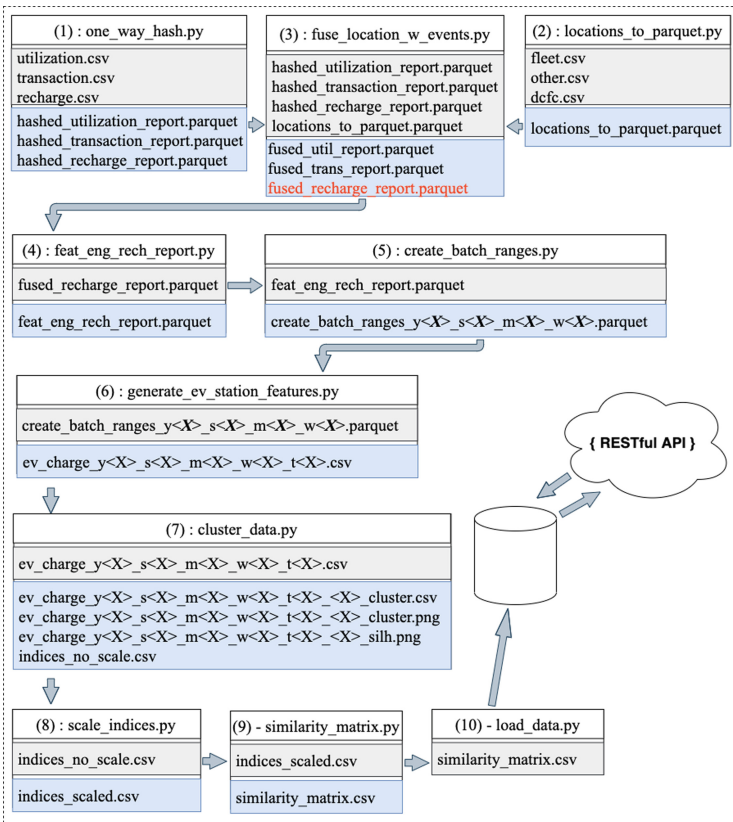 (1) : one_way_hash.py
utilization.csv
transaction.csv
recharge.csv
hashed_utilization_report.parquet
hashed_transaction_report.parquet
hashed_recharge_report.parquet
(3) : fuse_location_w_events.py
hashed_utilization_report.parquet
hashed_transaction_report.parquet
hashed_recharge_report.parquet
locations_to_parquet.parquet
fused_util_report.parquet
fused_trans_report.parquet
fused_recharge_report.parquet
(2) : locations_to_parquet.py
fleet.csv
other.csv
dcfc.csv
locations_to_parquet.parquet
(4) : feat_eng_rech_report.py
fused_recharge_report.parquet
feat_eng_rech_report.parquet
(5) : create_batch_ranges.py
feat_eng_rech_report.parquet
create_batch_ranges_y<X>_s<X>_m<X>_w<X>.parquet
(6) : generate_ev_station_features.py
create_batch_ranges_y<X>_s<X>_m<X>_w<X>.parquet
ev_charge_y<X>_s<X>_m<X>_w<X>_t<X>.csv
{ RESTful API }
(7) : cluster_data.py
ev_charge_y<X>_s<X>_m<X>_w<X>_t<X>.csv
ev_charge_y<X>_s<X>_m<X>_w<X>_t<X>_<X>_cluster.csv
ev_charge_y<X>_s<X>_m<X>_w<X>_t<X>_<X>_cluster.png
ev_charge_y<X>_s<X>_m<X>_w<X>_t<X>_<X>_silh.png
indices_no_scale.csv
(8) : scale_indices.py
indices_no_scale.csv
indices_scaled.csv
(9) - similarity_matrix.py
indices_scaled.csv
similarity_matrix.csv
(10) - load_data.py
similarity_matrix.csv